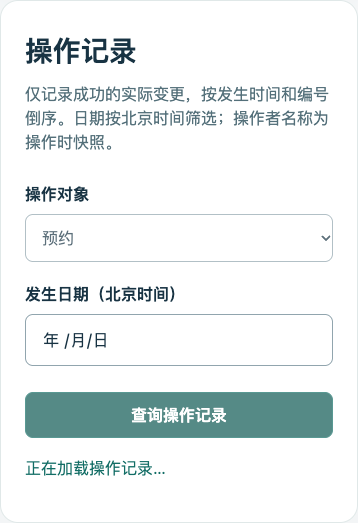 操作记录
仅记录成功的实际变更，按发生时间和编号
倒序。日期按北京时间筛选；操作者名称为
操作时快照。
操作对象
预约
发生日期（北京时间）
年 /月/日
查询操作记录
正在加载操作记录...